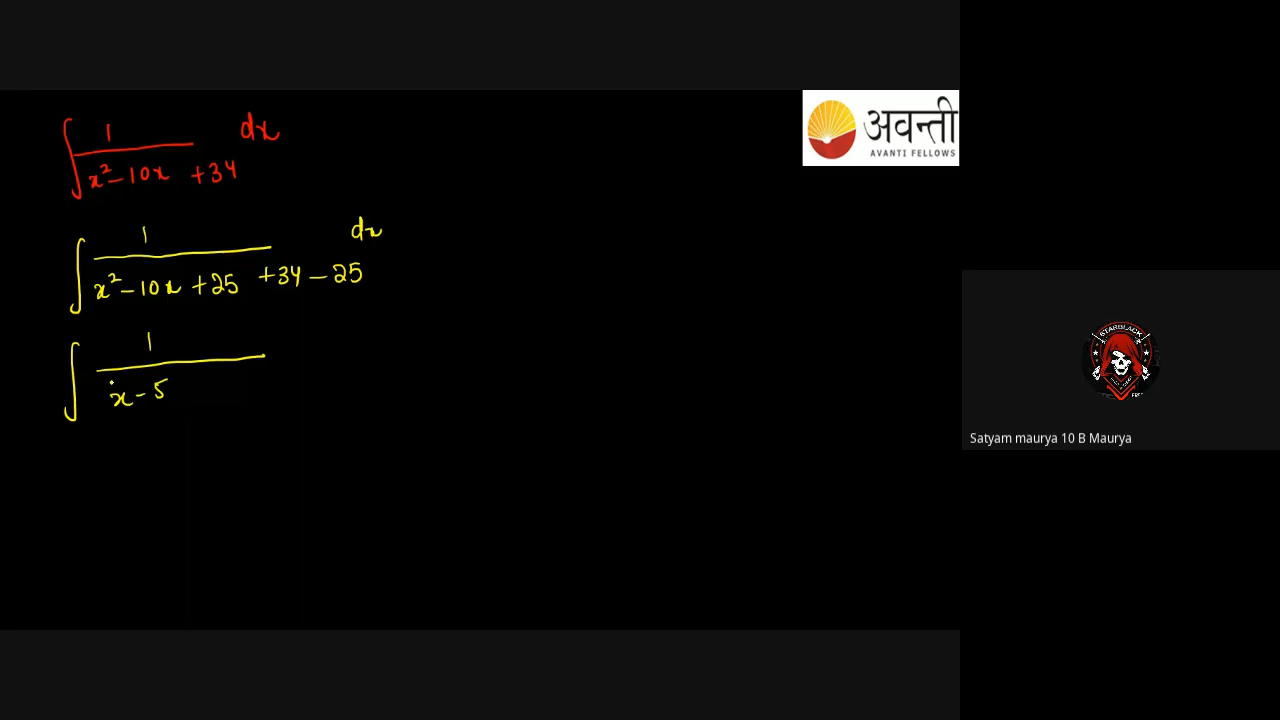 ∫ 1/(x² - 10x + 34) dx
अवन्ती
AVANTI FELLOWS
∫ 1/(x² - 10x + 25 + 34 - 25) dx
∫ 1/(x - 5
STARBLACK
Satyam maurya 10 B Maurya